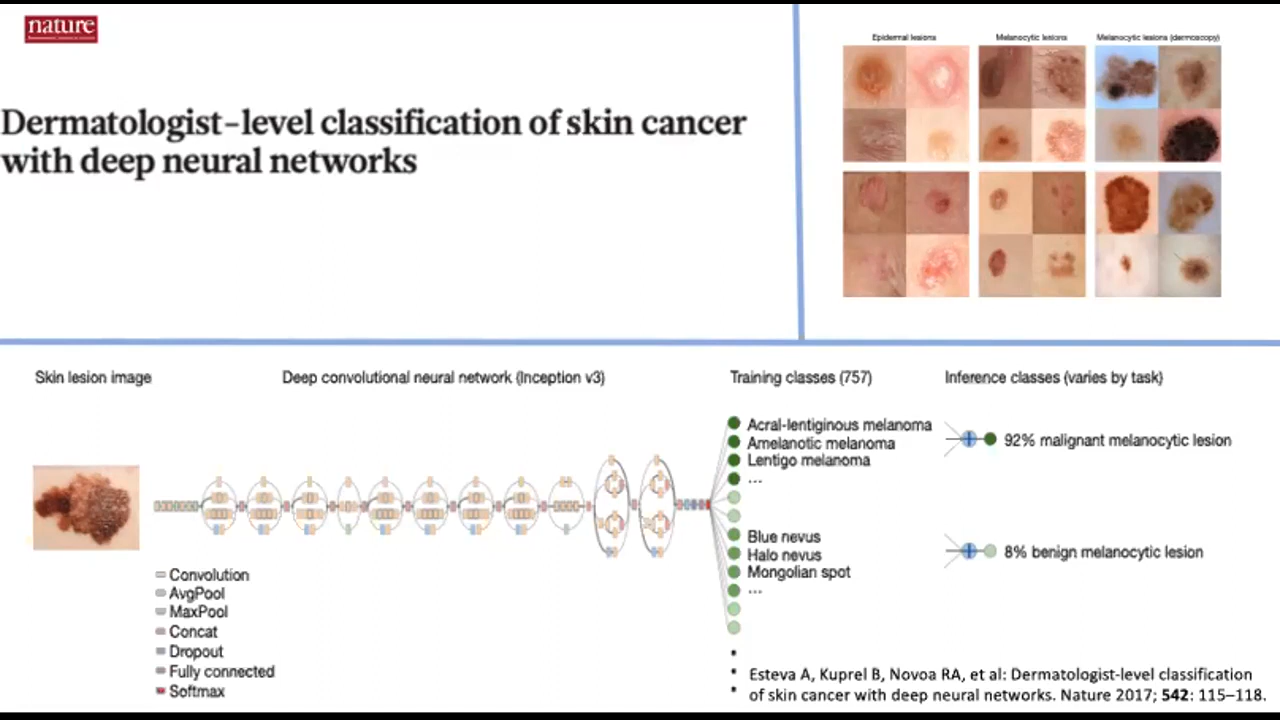 nature
Dermatologist-level classification of skin cancer
with deep neural networks
Epidermal lesions
Melanocytic lesions
Melanocytic lesions (dermoscopy)
Skin lesion image
Deep convolutional neural network (Inception v3)
Training classes (757)
Inference classes (varies by task)
Acral-lentiginous melanoma
Amelanotic melanoma
Lentigo melanoma
...
Blue nevus
Halo nevus
Mongolian spot
...
92% malignant melanocytic lesion
8% benign melanocytic lesion
Convolution
AvgPool
MaxPool
Concat
Dropout
Fully connected
Softmax
Esteva A, Kuprel B, Novoa RA, et al: Dermatologist-level classification
of skin cancer with deep neural networks. Nature 2017; 542: 115–118.